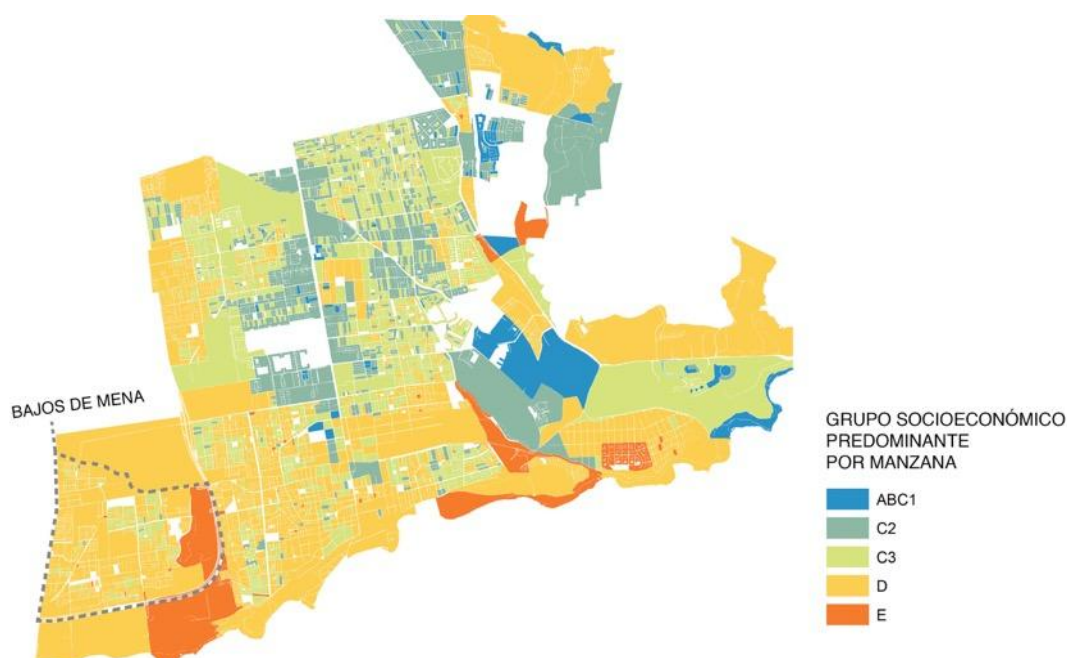 BAJOS DE MENA
GRUPO SOCIOECONÓMICO
PREDOMINANTE
POR MANZANA
ABC1
C2
C3
D
E